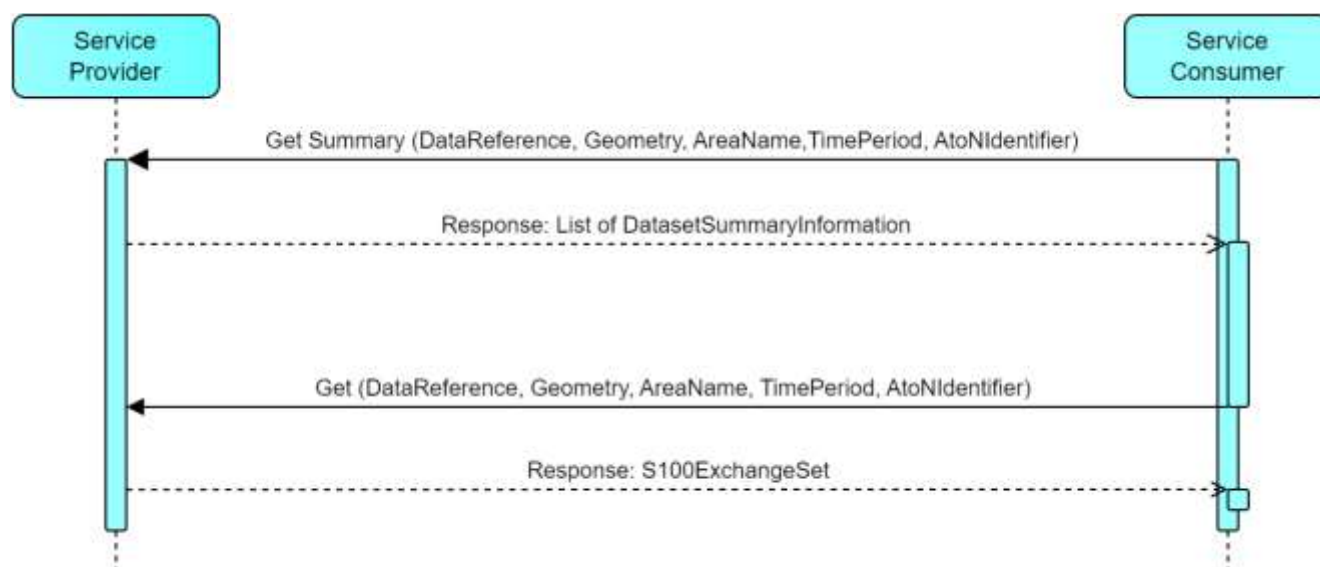 Service
Provider
Service
Consumer
Get Summary (DataReference, Geometry, AreaName,TimePeriod, AtoNIdentifier)
Response: List of DatasetSummaryInformation
Get (DataReference, Geometry, AreaName, TimePeriod, AtoNIdentifier)
Response: S100ExchangeSet